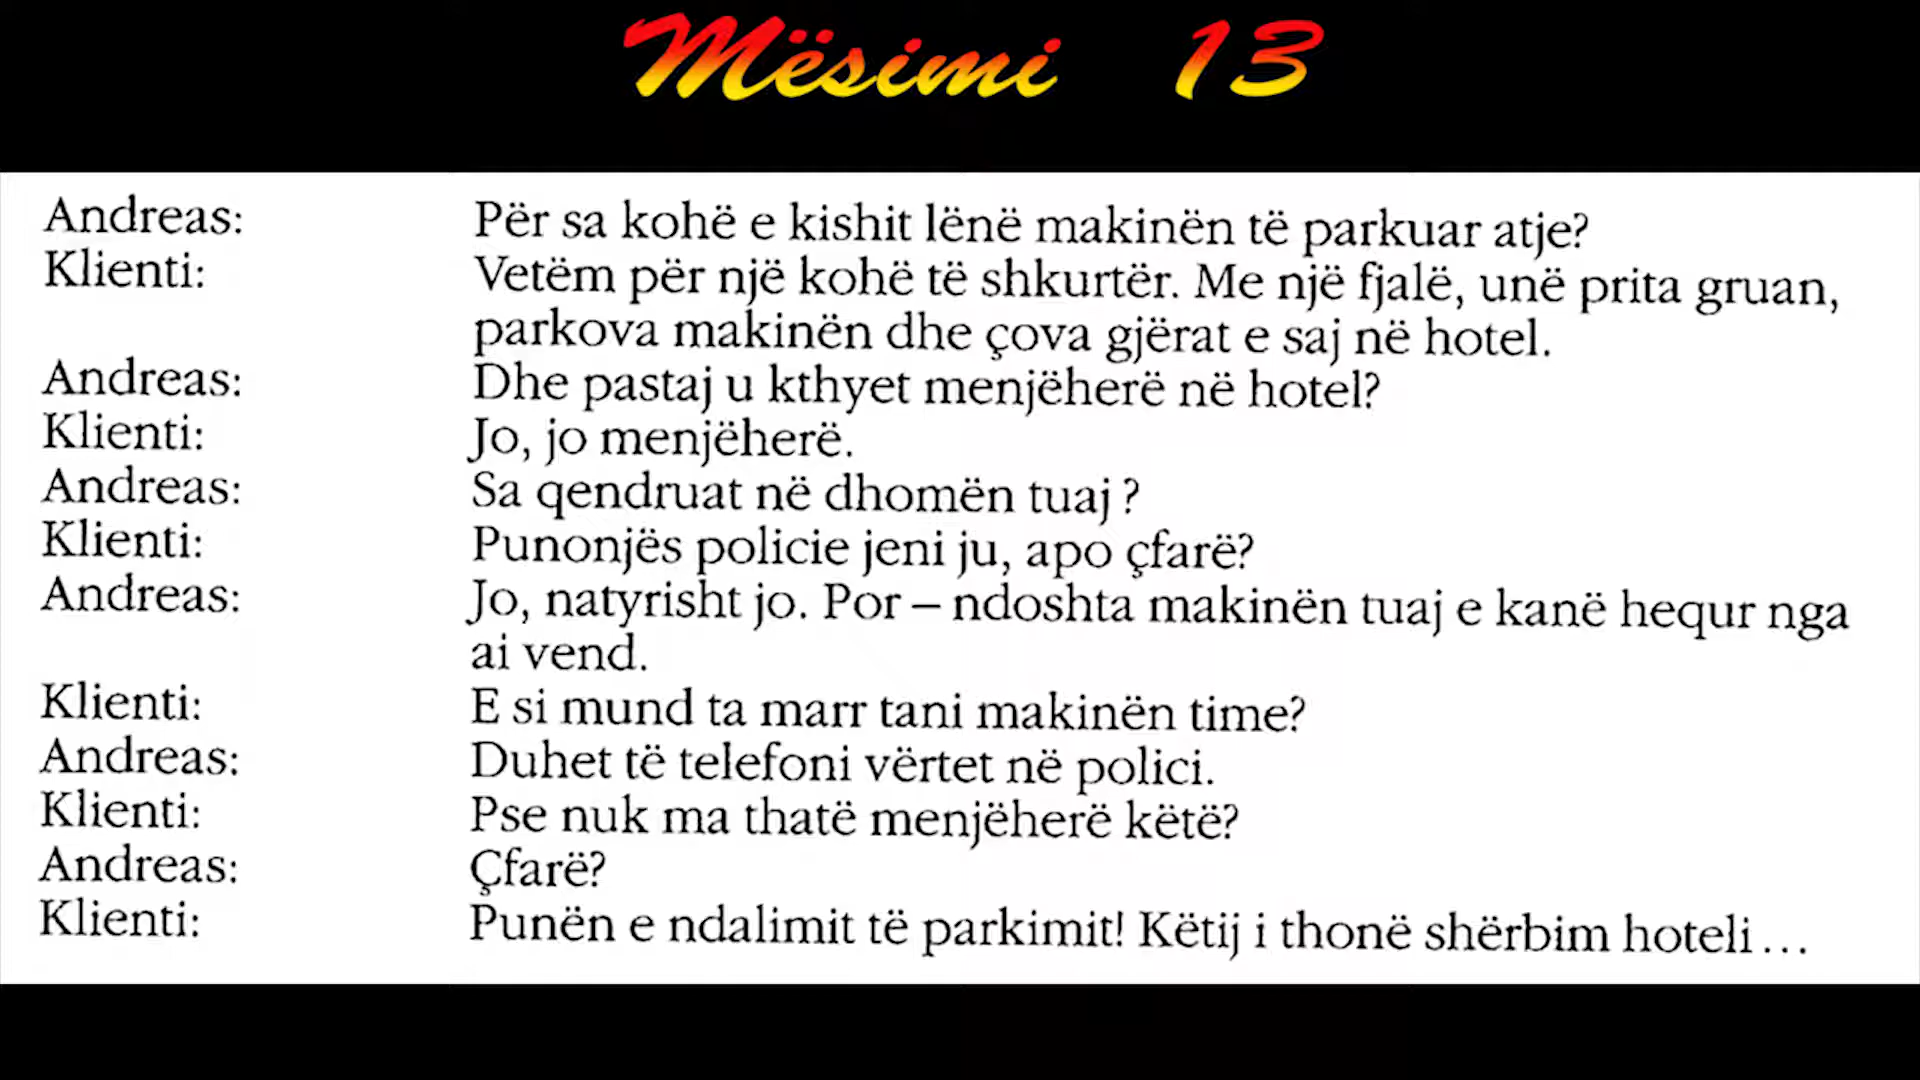 Mësimi 13
Andreas: Për sa kohë e kishit lënë makinën të parkuar atje?
Klienti: Vetëm për një kohë të shkurtër. Me një fjalë, unë prita gruan,
parkova makinën dhe çova gjërat e saj në hotel.
Andreas: Dhe pastaj u kthyet menjëherë në hotel?
Klienti: Jo, jo menjëherë.
Andreas: Sa qendruat në dhomën tuaj ?
Klienti: Punonjës policie jeni ju, apo çfarë?
Andreas: Jo, natyrisht jo. Por – ndoshta makinën tuaj e kanë hequr nga
ai vend.
Klienti: E si mund ta marr tani makinën time?
Andreas: Duhet të telefoni vërtet në polici.
Klienti: Pse nuk ma thatë menjëherë këtë?
Andreas: Çfarë?
Klienti: Punën e ndalimit të parkimit! Këtij i thonë shërbim hoteli...